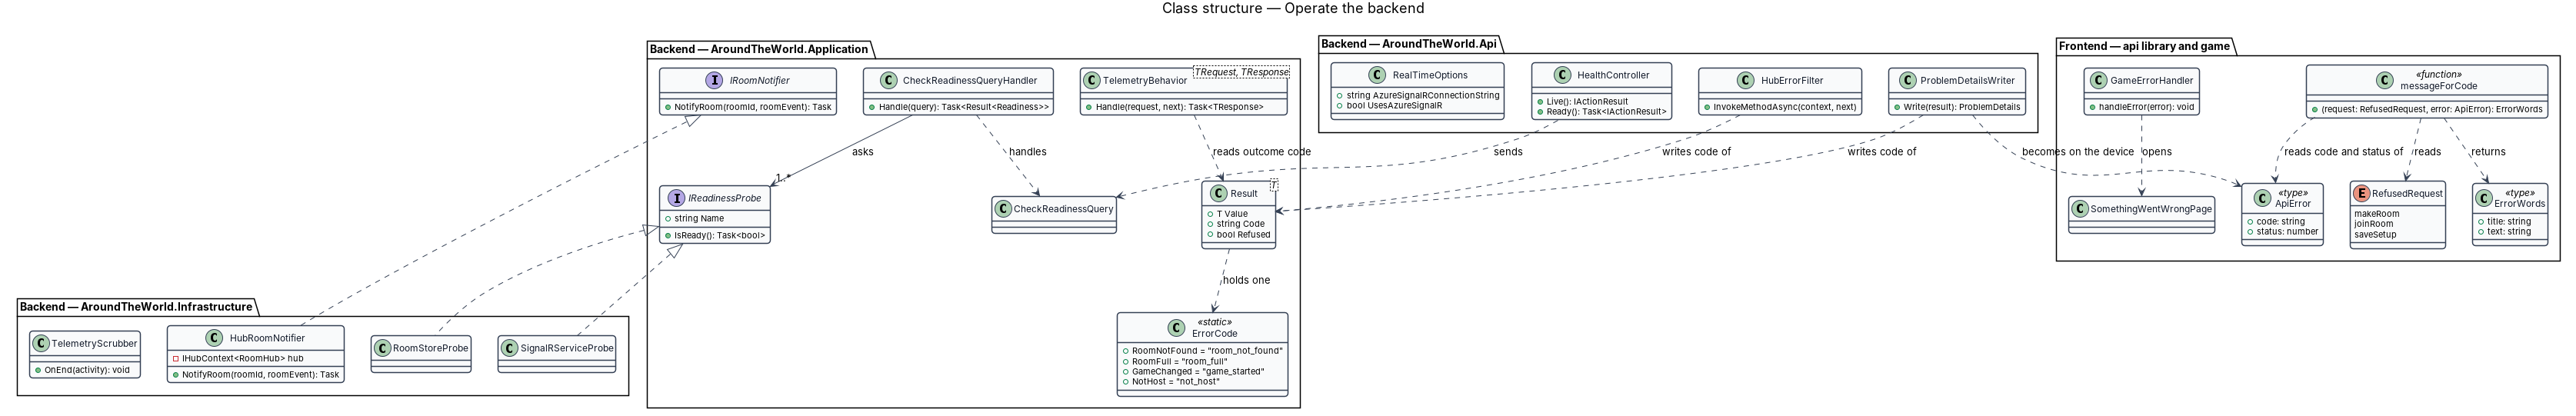 Class structure — Operate the backend
Backend — AroundTheWorld.Application
I IRoomNotifier
NotifyRoom(roomId, roomEvent): Task
C CheckReadinessQueryHandler
Handle(query): Task<Result<Readiness>>
C TelemetryBehavior
TRequest, TResponse
Handle(request, next): Task<TResponse>
asks
handles
reads outcome code
1..*
I IReadinessProbe
string Name
IsReady(): Task<bool>
C CheckReadinessQuery
C Result
T
T Value
string Code
bool Refused
holds one
C «static»
ErrorCode
RoomNotFound = "room_not_found"
RoomFull = "room_full"
GameChanged = "game_started"
NotHost = "not_host"
Backend — AroundTheWorld.Api
C RealTimeOptions
string AzureSignalRConnectionString
bool UsesAzureSignalR
C HealthController
Live(): IActionResult
Ready(): Task<IActionResult>
C HubErrorFilter
InvokeMethodAsync(context, next)
C ProblemDetailsWriter
Write(result): ProblemDetails
sends
writes code of
writes code of
becomes on the device
Frontend — api library and game
C GameErrorHandler
handleError(error): void
C «function»
messageForCode
(request: RefusedRequest, error: ApiError): ErrorWords
opens
reads code and status of
reads
returns
C SomethingWentWrongPage
C «type»
ApiError
code: string
status: number
E RefusedRequest
makeRoom
joinRoom
saveSetup
C «type»
ErrorWords
title: string
text: string
Backend — AroundTheWorld.Infrastructure
C TelemetryScrubber
OnEnd(activity): void
C HubRoomNotifier
IHubContext<RoomHub> hub
NotifyRoom(roomId, roomEvent): Task
C RoomStoreProbe
C SignalRServiceProbe